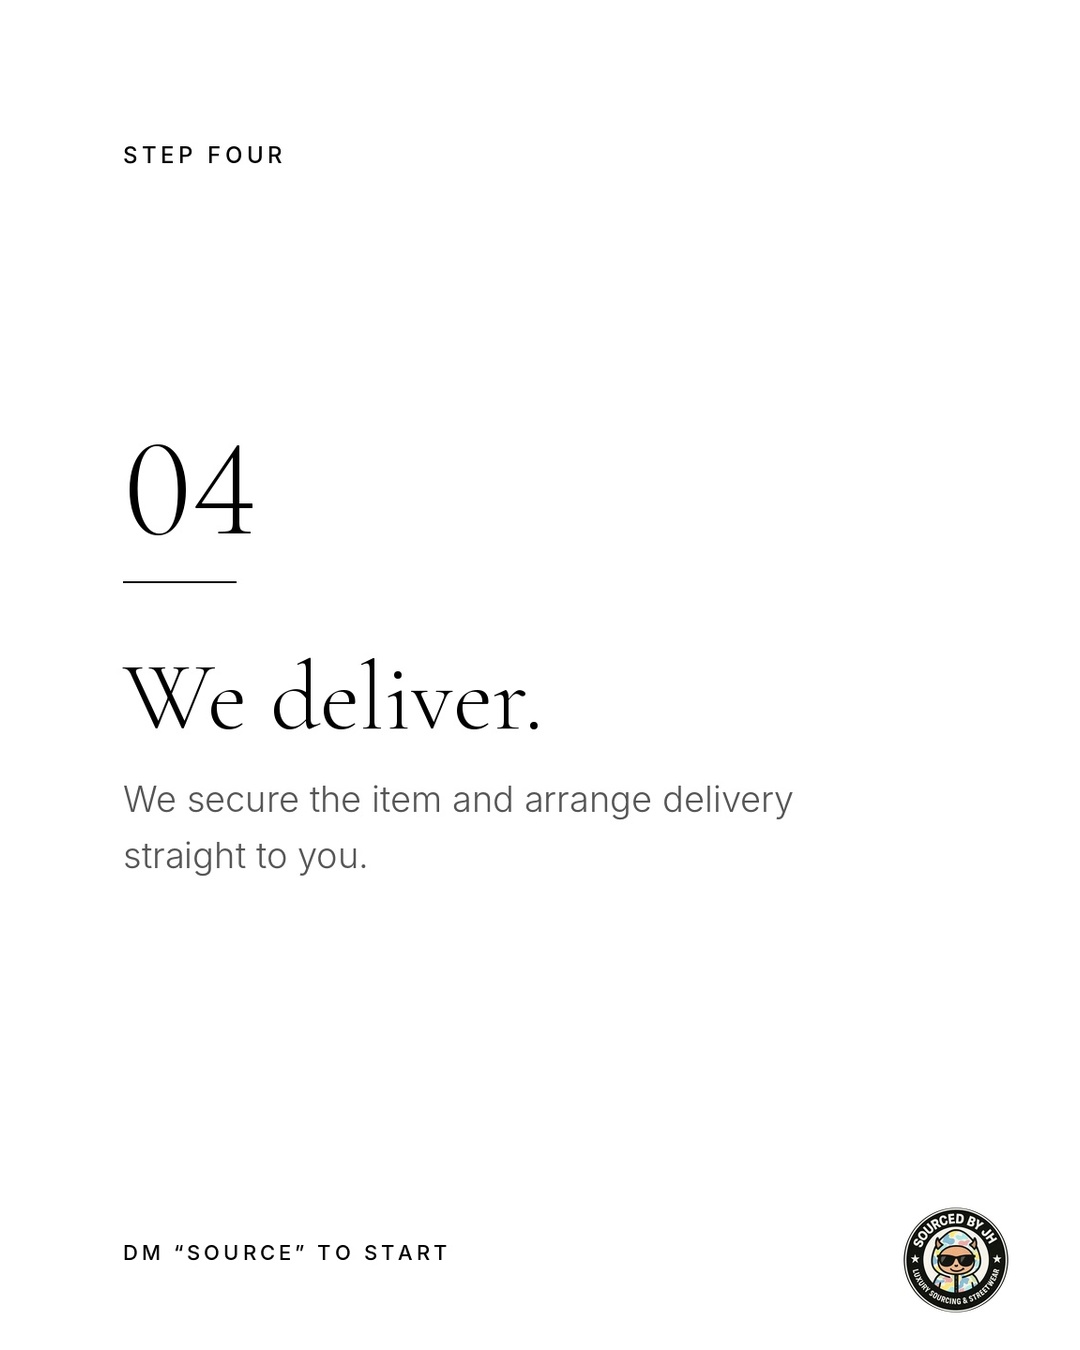 STEP FOUR
04
We deliver.
We secure the item and arrange delivery
straight to you.
DM “SOURCE” TO START
SOURCED BY JH
LUXURY SOURCING & STREETWEAR